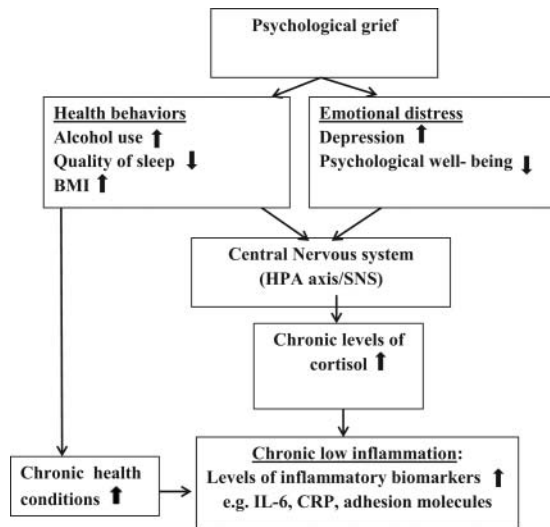 Psychological grief
Health behaviors
Alcohol use ⬆
Quality of sleep ⬇
BMI ⬆
Emotional distress
Depression ⬆
Psychological well- being ⬇
Central Nervous system
(HPA axis/SNS)
Chronic levels of
cortisol ⬆
Chronic health
conditions ⬆
Chronic low inflammation:
Levels of inflammatory biomarkers ⬆
e.g. IL-6, CRP, adhesion molecules